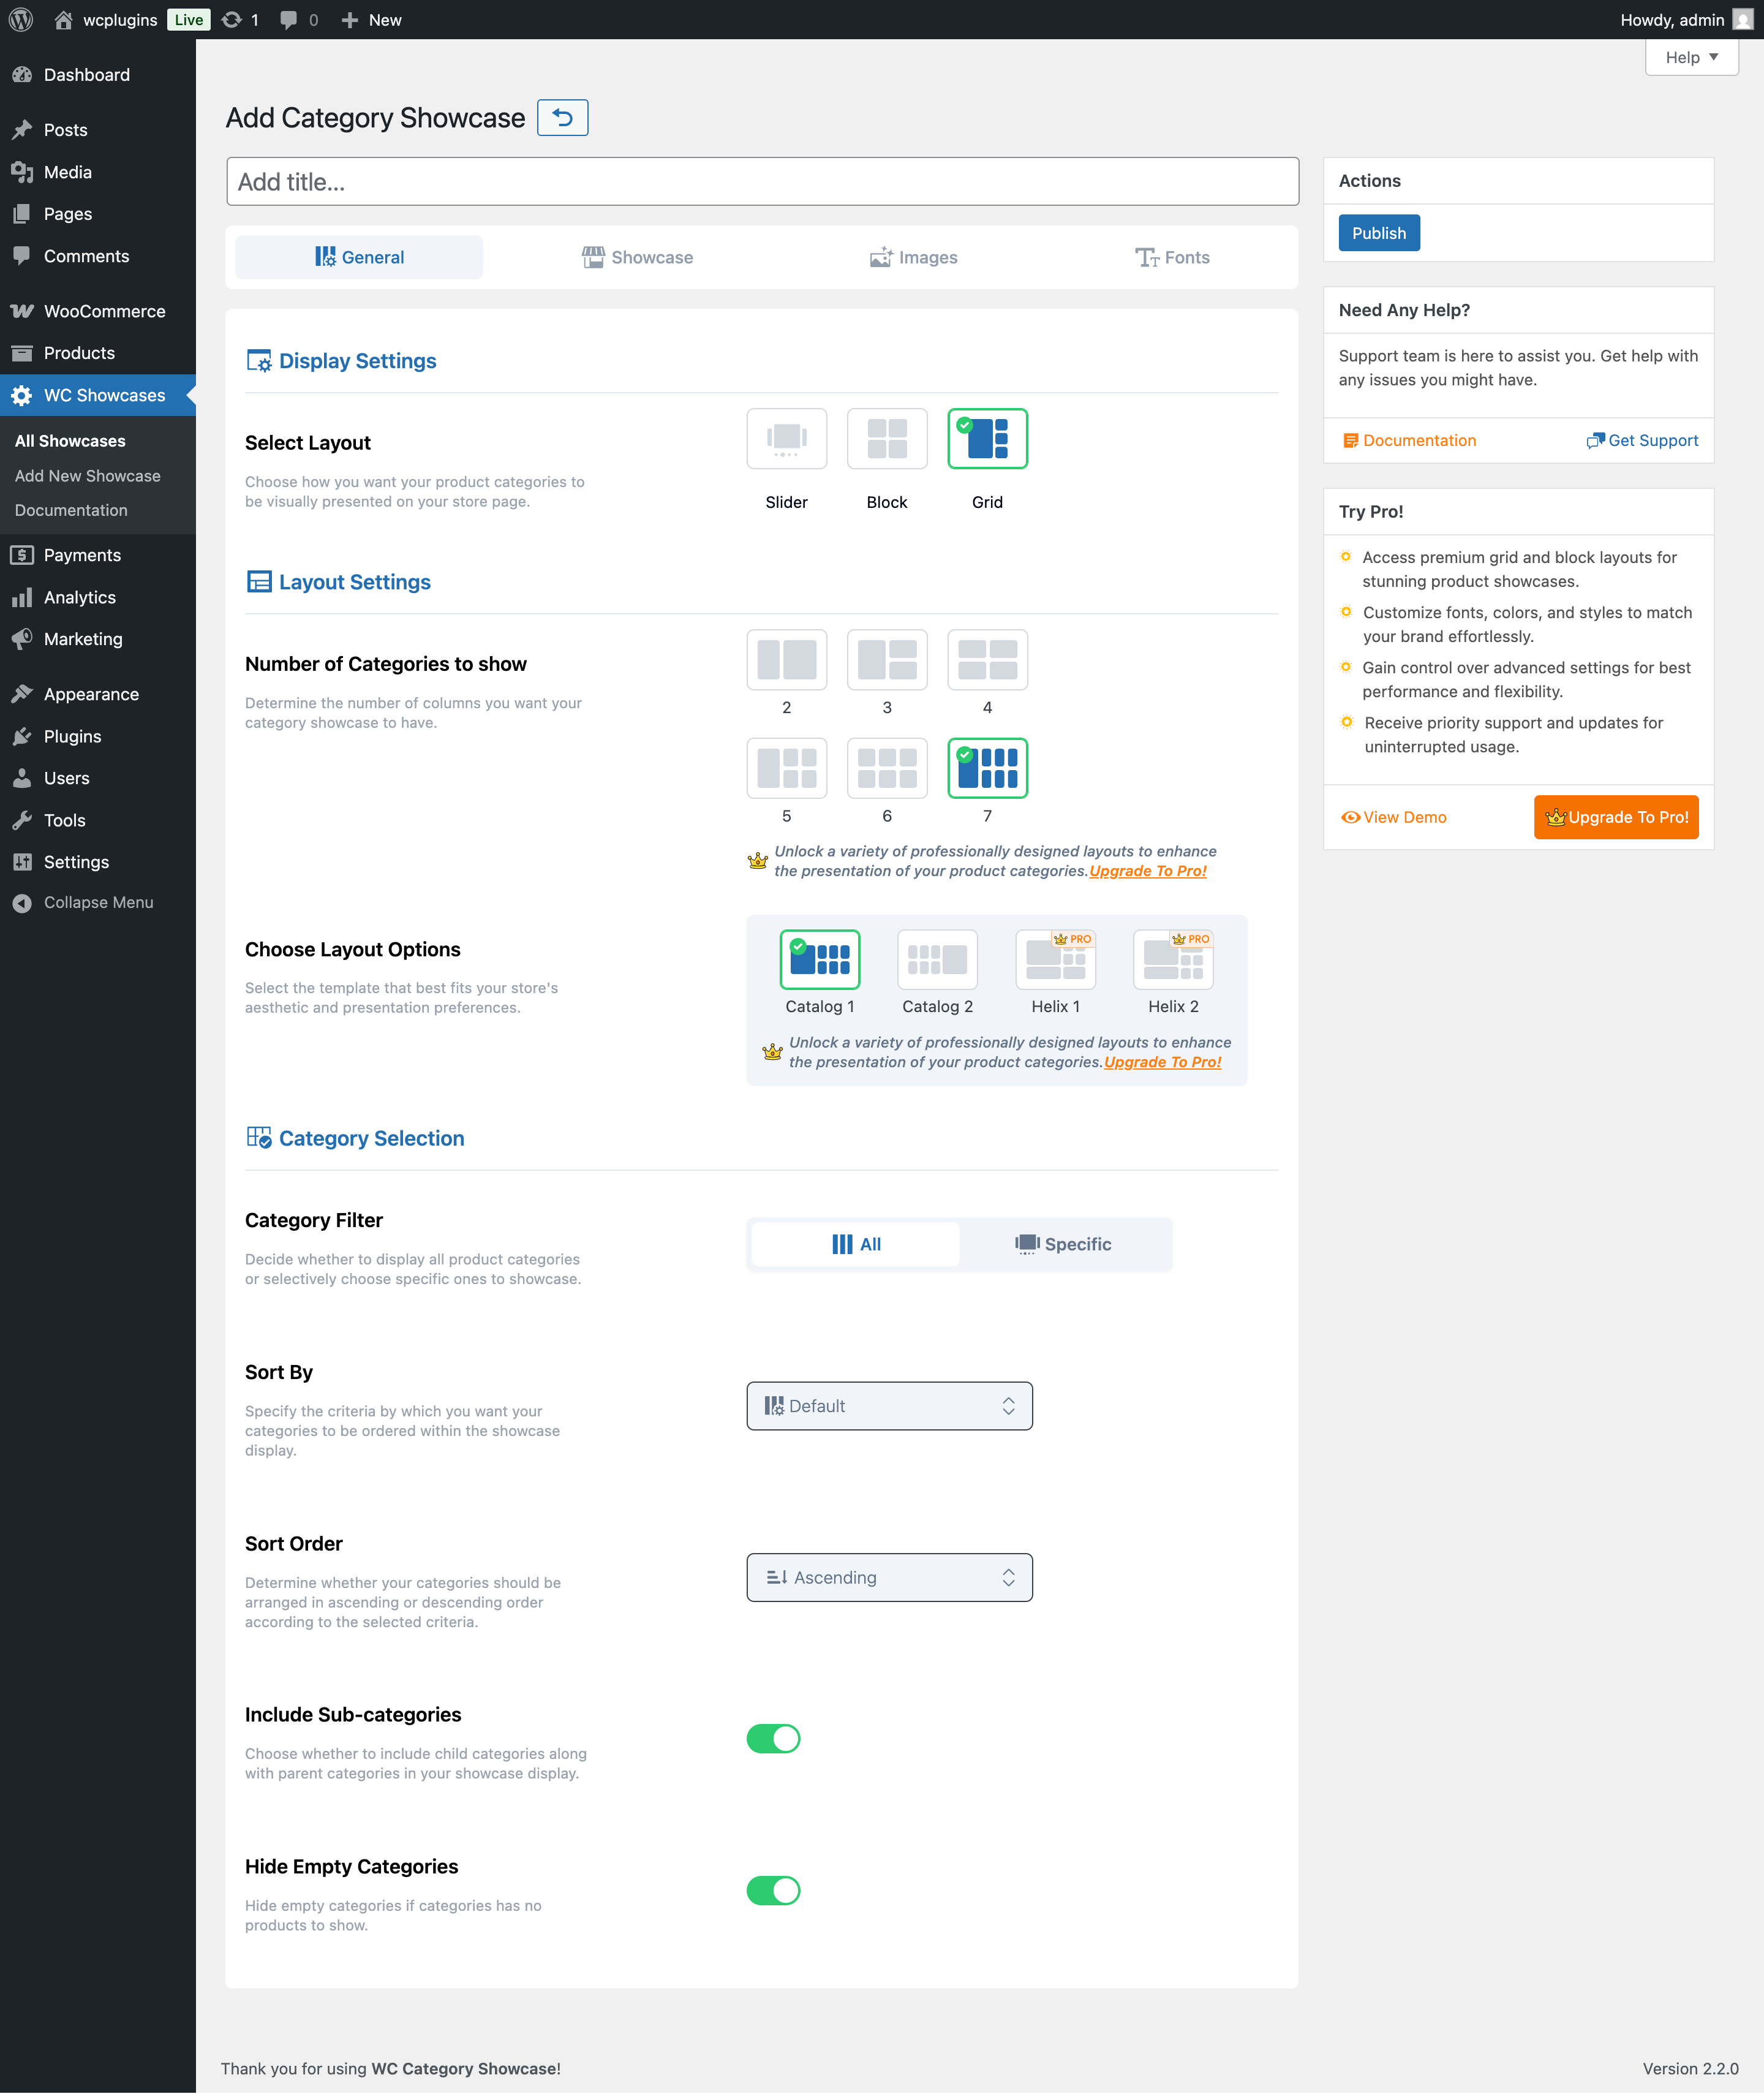 wcplugins Live 1 0 New
Howdy, admin
Dashboard
Posts
Media
Pages
Comments
WooCommerce
Products
WC Showcases
All Showcases
Add New Showcase
Documentation
Payments
Analytics
Marketing
Appearance
Plugins
Users
Tools
Settings
Collapse Menu
Help
Add Category Showcase
Add title...
General Showcase Images Fonts
Display Settings
Select Layout
Choose how you want your product categories to
be visually presented on your store page.
Slider Block Grid
Layout Settings
Number of Categories to show
Determine the number of columns you want your
category showcase to have.
2 3 4
5 6 7
Unlock a variety of professionally designed layouts to enhance
the presentation of your product categories.Upgrade To Pro!
Choose Layout Options
Select the template that best fits your store's
aesthetic and presentation preferences.
PRO PRO
Catalog 1 Catalog 2 Helix 1 Helix 2
Unlock a variety of professionally designed layouts to enhance
the presentation of your product categories.Upgrade To Pro!
Category Selection
Category Filter
Decide whether to display all product categories
or selectively choose specific ones to showcase.
All Specific
Sort By
Specify the criteria by which you want your
categories to be ordered within the showcase
display.
Default
Sort Order
Determine whether your categories should be
arranged in ascending or descending order
according to the selected criteria.
Ascending
Include Sub-categories
Choose whether to include child categories along
with parent categories in your showcase display.
Hide Empty Categories
Hide empty categories if categories has no
products to show.
Actions
Publish
Need Any Help?
Support team is here to assist you. Get help with
any issues you might have.
Documentation Get Support
Try Pro!
Access premium grid and block layouts for
stunning product showcases.
Customize fonts, colors, and styles to match
your brand effortlessly.
Gain control over advanced settings for best
performance and flexibility.
Receive priority support and updates for
uninterrupted usage.
View Demo Upgrade To Pro!
Thank you for using WC Category Showcase!
Version 2.2.0